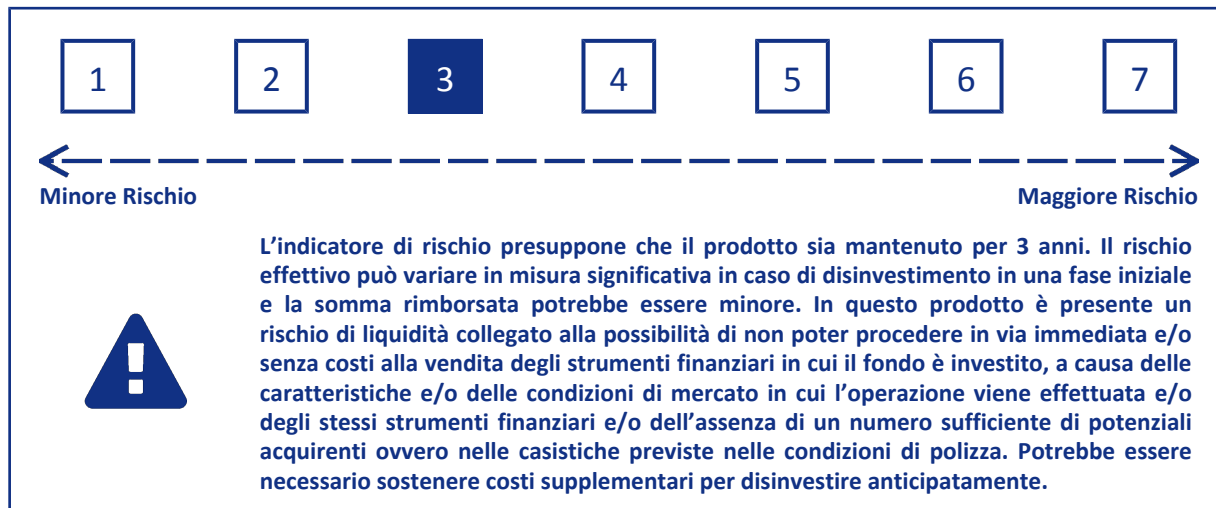 1 2 3 4 5 6 7
Minore Rischio Maggiore Rischio
L’indicatore di rischio presuppone che il prodotto sia mantenuto per 3 anni. Il rischio
effettivo può variare in misura significativa in caso di disinvestimento in una fase iniziale
e la somma rimborsata potrebbe essere minore. In questo prodotto è presente un
rischio di liquidità collegato alla possibilità di non poter procedere in via immediata e/o
senza costi alla vendita degli strumenti finanziari in cui il fondo è investito, a causa delle
caratteristiche e/o delle condizioni di mercato in cui l’operazione viene effettuata e/o
degli stessi strumenti finanziari e/o dell’assenza di un numero sufficiente di potenziali
acquirenti ovvero nelle casistiche previste nelle condizioni di polizza. Potrebbe essere
necessario sostenere costi supplementari per disinvestire anticipatamente.